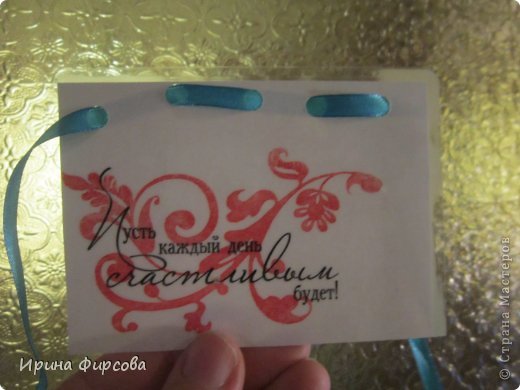 Пусть
каждый день
счастливым
будет!
Ирина Фирсова
© Страна Мастеров